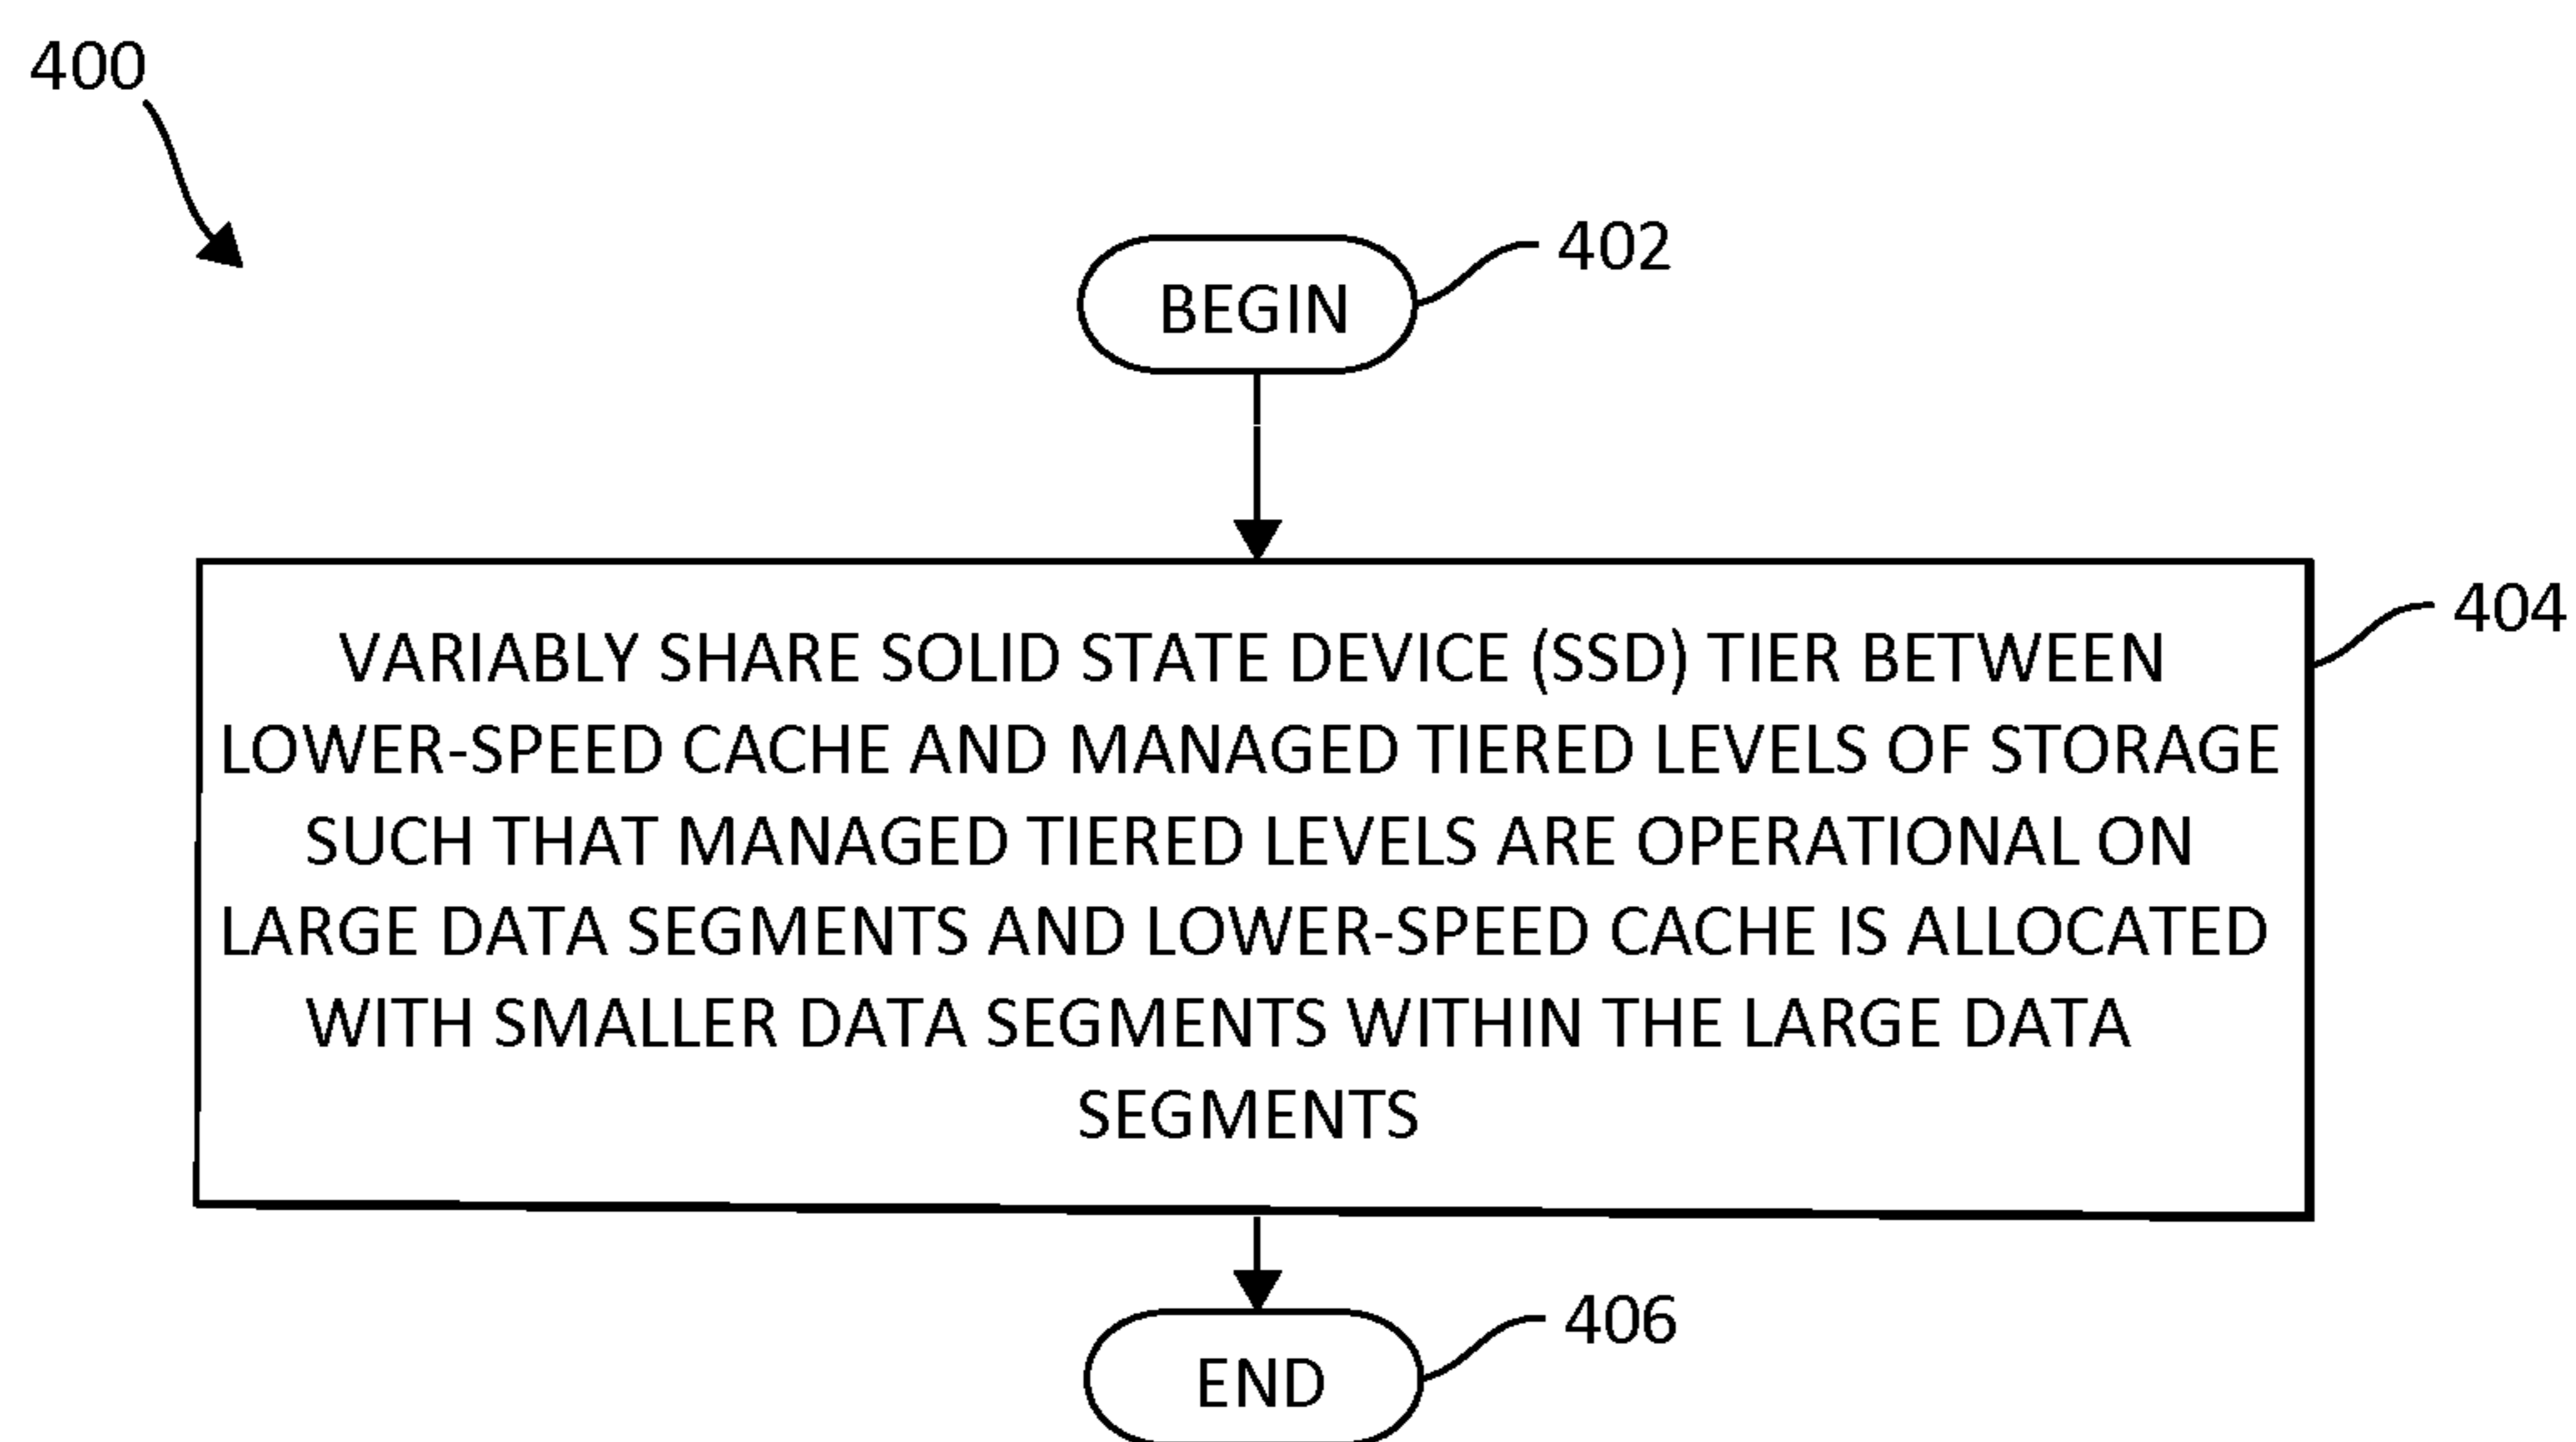 400
BEGIN
402
VARIABLY SHARE SOLID STATE DEVICE (SSD) TIER BETWEEN
LOWER-SPEED CACHE AND MANAGED TIERED LEVELS OF STORAGE
SUCH THAT MANAGED TIERED LEVELS ARE OPERATIONAL ON
LARGE DATA SEGMENTS AND LOWER-SPEED CACHE IS ALLOCATED
WITH SMALLER DATA SEGMENTS WITHIN THE LARGE DATA
SEGMENTS
404
END
406